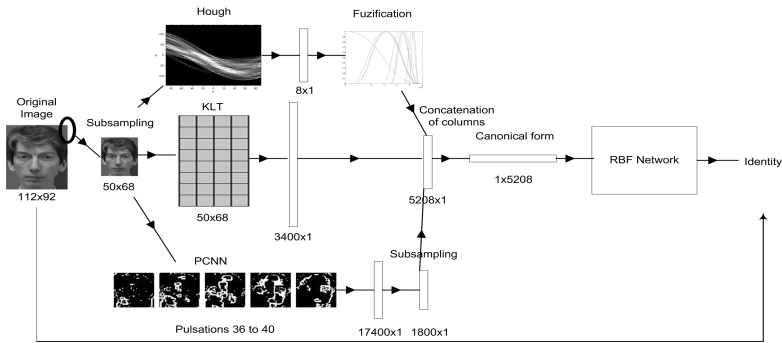 Hough
Fuzification
8x1
Original
Image
Subsampling
KLT
Concatenation
of columns
Canonical form
RBF Network
Identity
112x92
50x68
50x68
5208x1
1x5208
3400x1
Subsampling
PCNN
Pulsations 36 to 40
17400x1
1800x1